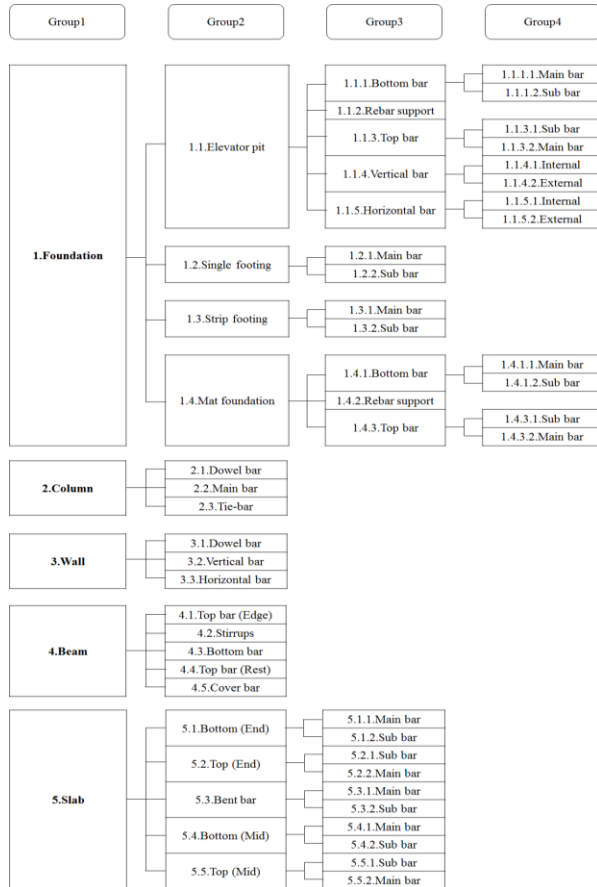 Group1
Group2
Group3
Group4
1.Foundation
1.1.Elevator pit
1.1.1.Bottom bar
1.1.1.1.Main bar
1.1.1.2.Sub bar
1.1.2.Rebar support
1.1.3.Top bar
1.1.3.1.Sub bar
1.1.3.2.Main bar
1.1.4.Vertical bar
1.1.4.1.Internal
1.1.4.2.External
1.1.5.Horizontal bar
1.1.5.1.Internal
1.1.5.2.External
1.2.Single footing
1.2.1.Main bar
1.2.2.Sub bar
1.3.Strip footing
1.3.1.Main bar
1.3.2.Sub bar
1.4.Mat foundation
1.4.1.Bottom bar
1.4.1.1.Main bar
1.4.1.2.Sub bar
1.4.2.Rebar support
1.4.3.Top bar
1.4.3.1.Sub bar
1.4.3.2.Main bar
2.Column
2.1.Dowel bar
2.2.Main bar
2.3.Tie-bar
3.Wall
3.1.Dowel bar
3.2.Vertical bar
3.3.Horizontal bar
4.Beam
4.1.Top bar (Edge)
4.2.Stirrups
4.3.Bottom bar
4.4.Top bar (Rest)
4.5.Cover bar
5.Slab
5.1.Bottom (End)
5.1.1.Main bar
5.1.2.Sub bar
5.2.Top (End)
5.2.1.Sub bar
5.2.2.Main bar
5.3.Bent bar
5.3.1.Main bar
5.3.2.Sub bar
5.4.Bottom (Mid)
5.4.1.Main bar
5.4.2.Sub bar
5.5.Top (Mid)
5.5.1.Sub bar
5.5.2.Main bar